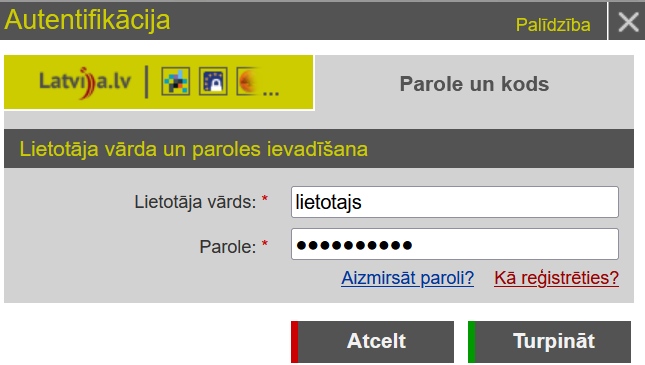 Autentifikācija
Palīdzība
Latvija.lv
...
Parole un kods
Lietotāja vārda un paroles ievadīšana
Lietotāja vārds: * lietotajs
Parole: * ●●●●●●●●●●
Aizmirsāt paroli? Kā reģistrēties?
Atcelt Turpināt